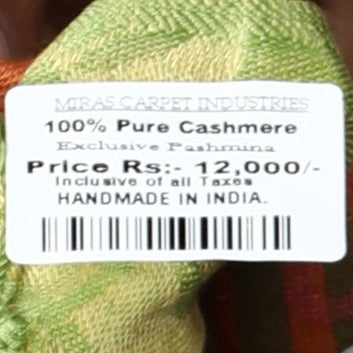 MIRAS CARPET INDUSTRIES
100% Pure Cashmere
Exclusive Pashmina
Price Rs:- 12,000/-
Inclusive of all Taxes
HANDMADE IN INDIA.